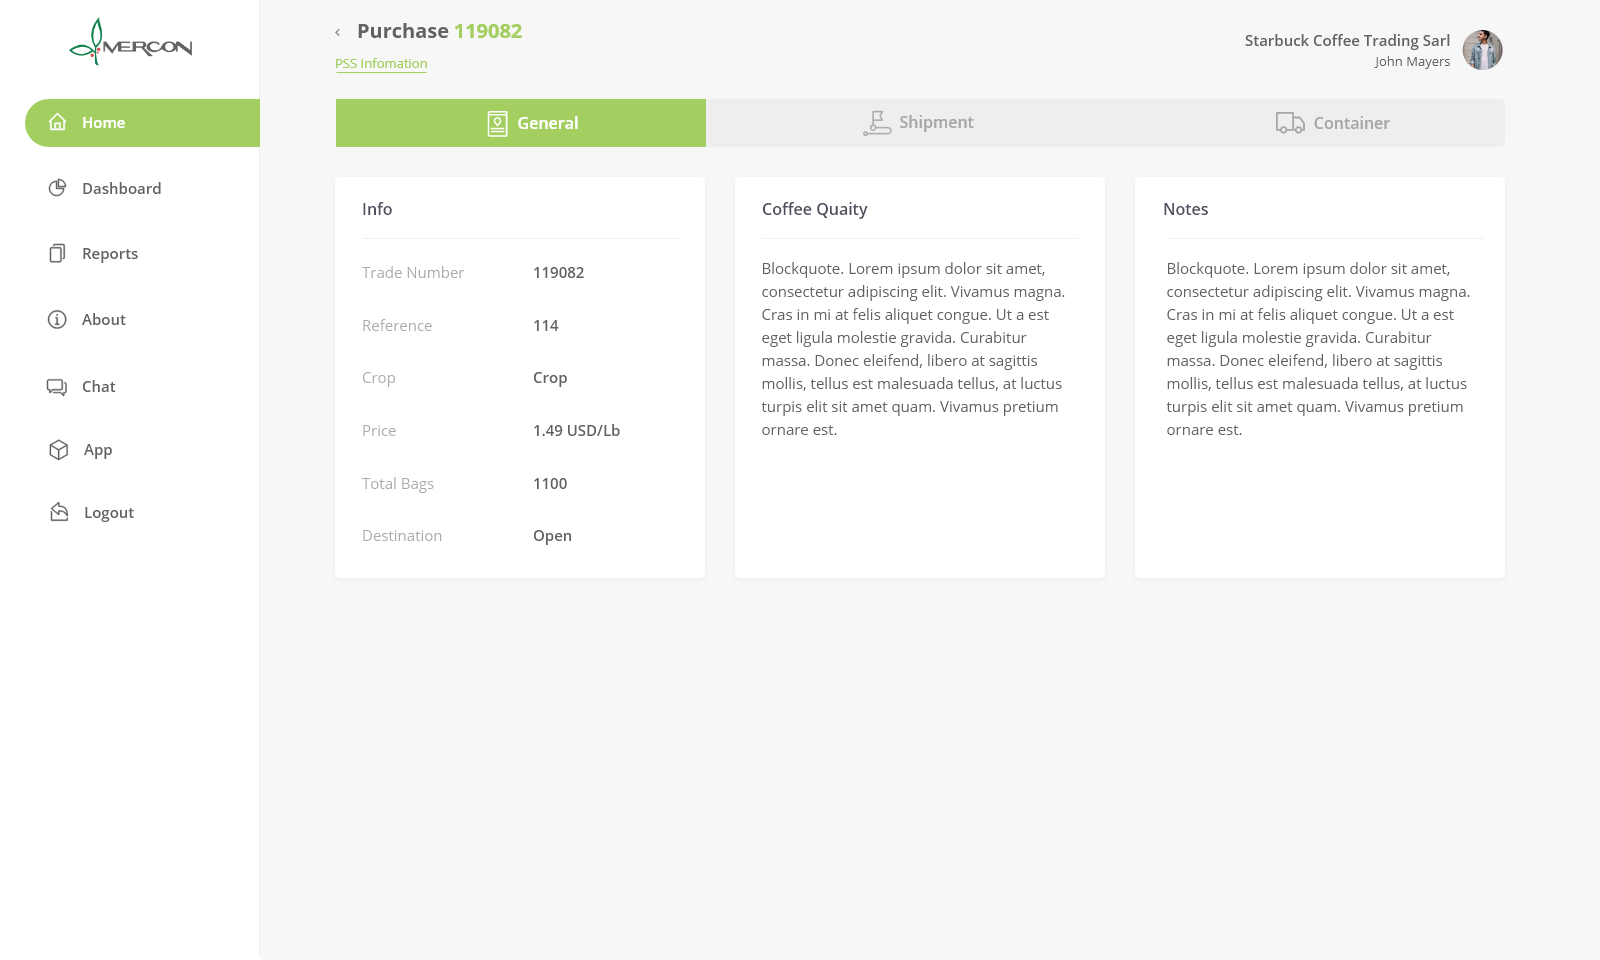 MERCON
Home
Dashboard
Reports
About
Chat
App
Logout
Purchase 119082
PSS Infomation
Starbuck Coffee Trading Sarl
John Mayers
General
Shipment
Container
Info
Trade Number 119082
Reference 114
Crop Crop
Price 1.49 USD/Lb
Total Bags 1100
Destination Open
Coffee Quaity
Blockquote. Lorem ipsum dolor sit amet,
consectetur adipiscing elit. Vivamus magna.
Cras in mi at felis aliquet congue. Ut a est
eget ligula molestie gravida. Curabitur
massa. Donec eleifend, libero at sagittis
mollis, tellus est malesuada tellus, at luctus
turpis elit sit amet quam. Vivamus pretium
ornare est.
Notes
Blockquote. Lorem ipsum dolor sit amet,
consectetur adipiscing elit. Vivamus magna.
Cras in mi at felis aliquet congue. Ut a est
eget ligula molestie gravida. Curabitur
massa. Donec eleifend, libero at sagittis
mollis, tellus est malesuada tellus, at luctus
turpis elit sit amet quam. Vivamus pretium
ornare est.